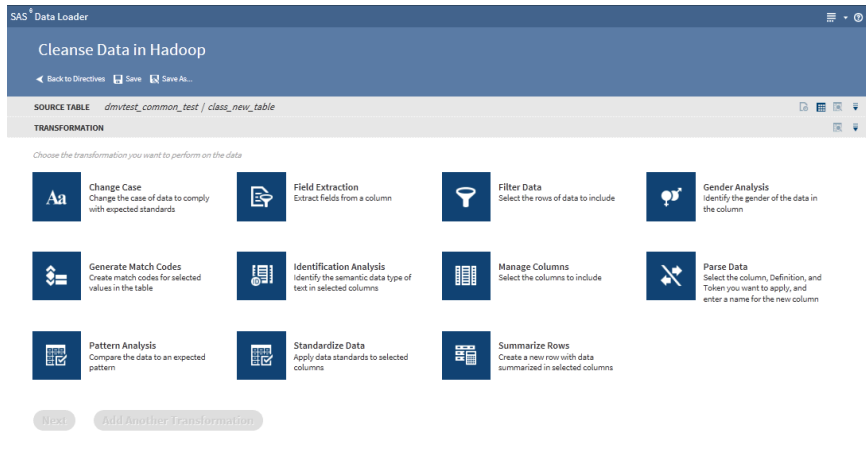 SAS® Data Loader
Cleanse Data in Hadoop
Back to Directives Save Save As...
SOURCE TABLE dmvtest_common_test / class_new_table
TRANSFORMATION
Choose the transformation you want to perform on the data
Aa
Change Case
Change the case of data to comply
with expected standards
Field Extraction
Extract fields from a column
Filter Data
Select the rows of data to include
Gender Analysis
Identify the gender of the data in
the column
Generate Match Codes
Create match codes for selected
values in the table
ID
Identification Analysis
Identify the semantic data type of
text in selected columns
Manage Columns
Select the columns to include
Parse Data
Select the column, Definition, and
Token you want to apply, and
enter a name for the new column
Pattern Analysis
Compare the data to an expected
pattern
Standardize Data
Apply data standards to selected
columns
Summarize Rows
Create a new row with data
summarized in selected columns
Next Add Another Transformation